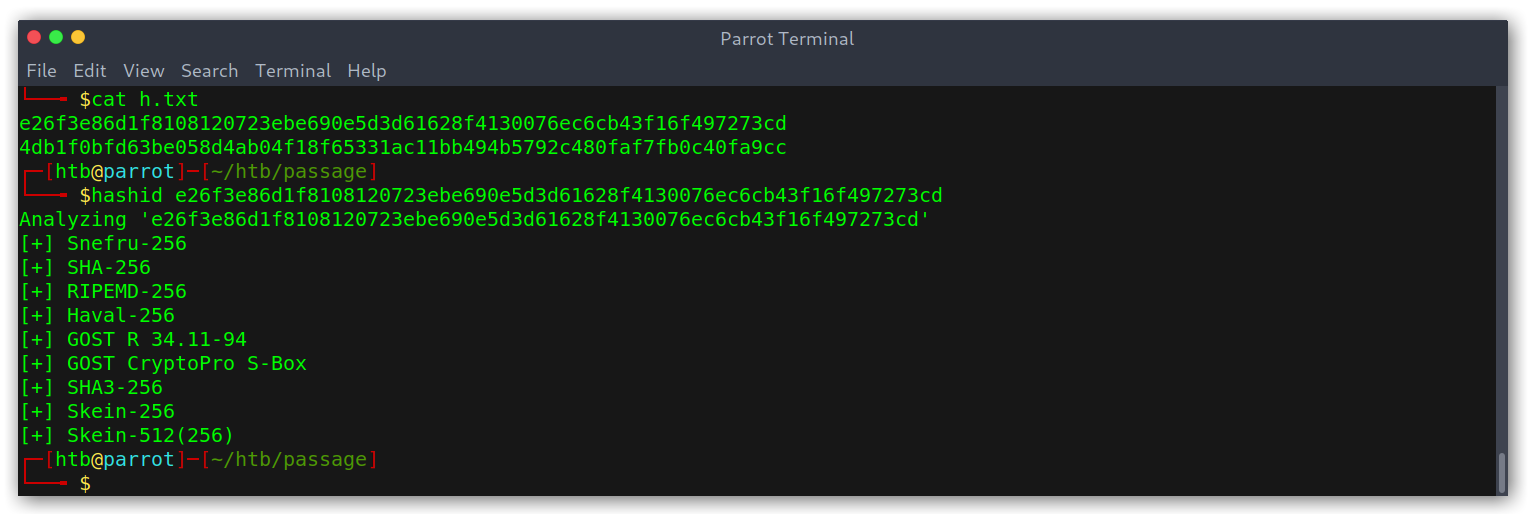 Parrot Terminal
File Edit View Search Terminal Help
└──╼ $cat h.txt
e26f3e86d1f8108120723ebe690e5d3d61628f4130076ec6cb43f16f497273cd
4db1f0bfd63be058d4ab04f18f65331ac11bb494b5792c480faf7fb0c40fa9cc
┌─[htb@parrot]─[~/htb/passage]
└──╼ $hashid e26f3e86d1f8108120723ebe690e5d3d61628f4130076ec6cb43f16f497273cd
Analyzing 'e26f3e86d1f8108120723ebe690e5d3d61628f4130076ec6cb43f16f497273cd'
[+] Snefru-256
[+] SHA-256
[+] RIPEMD-256
[+] Haval-256
[+] GOST R 34.11-94
[+] GOST CryptoPro S-Box
[+] SHA3-256
[+] Skein-256
[+] Skein-512(256)
┌─[htb@parrot]─[~/htb/passage]
└──╼ $